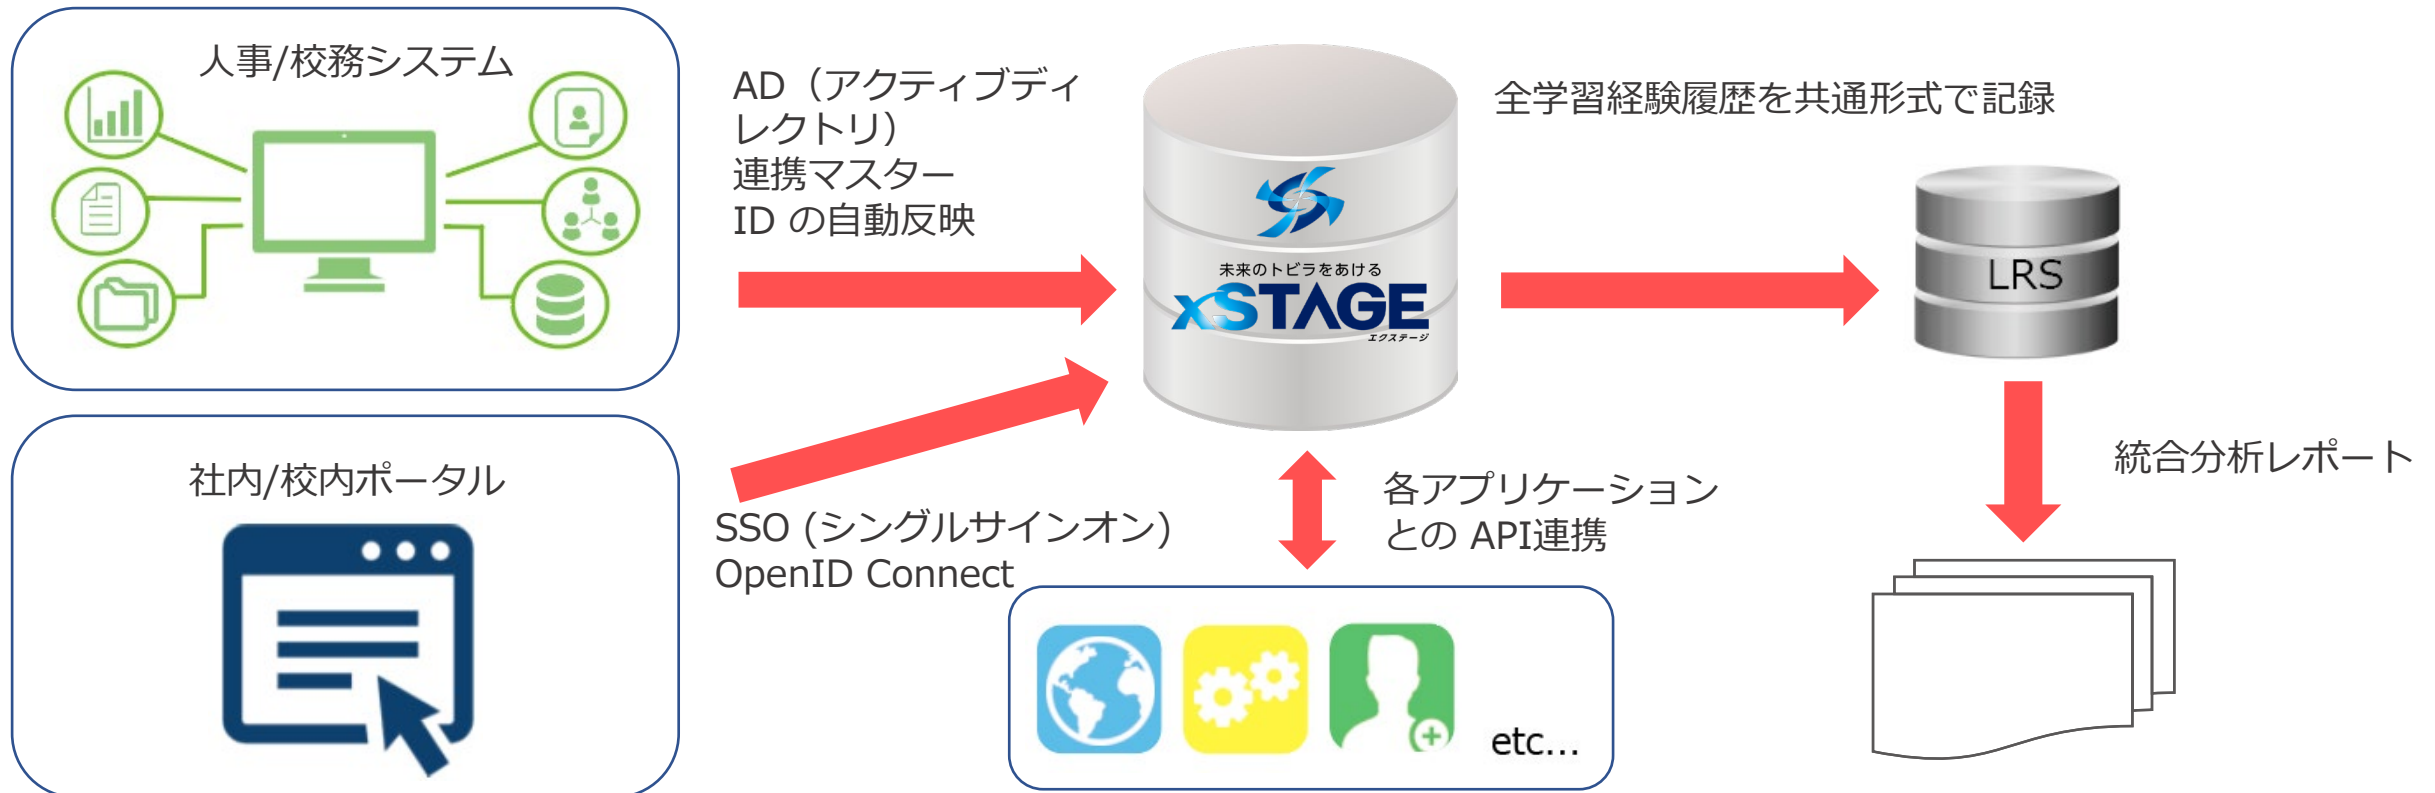 人事/校務システム
AD（アクティブディ
レクトリ）
連携マスター
ID の自動反映
未来のトビラをあける
xSTAGE
エクステージ
全学習経験履歴を共通形式で記録
LRS
社内/校内ポータル
SSO (シングルサインオン)
OpenID Connect
各アプリケーション
との API連携
統合分析レポート
etc...